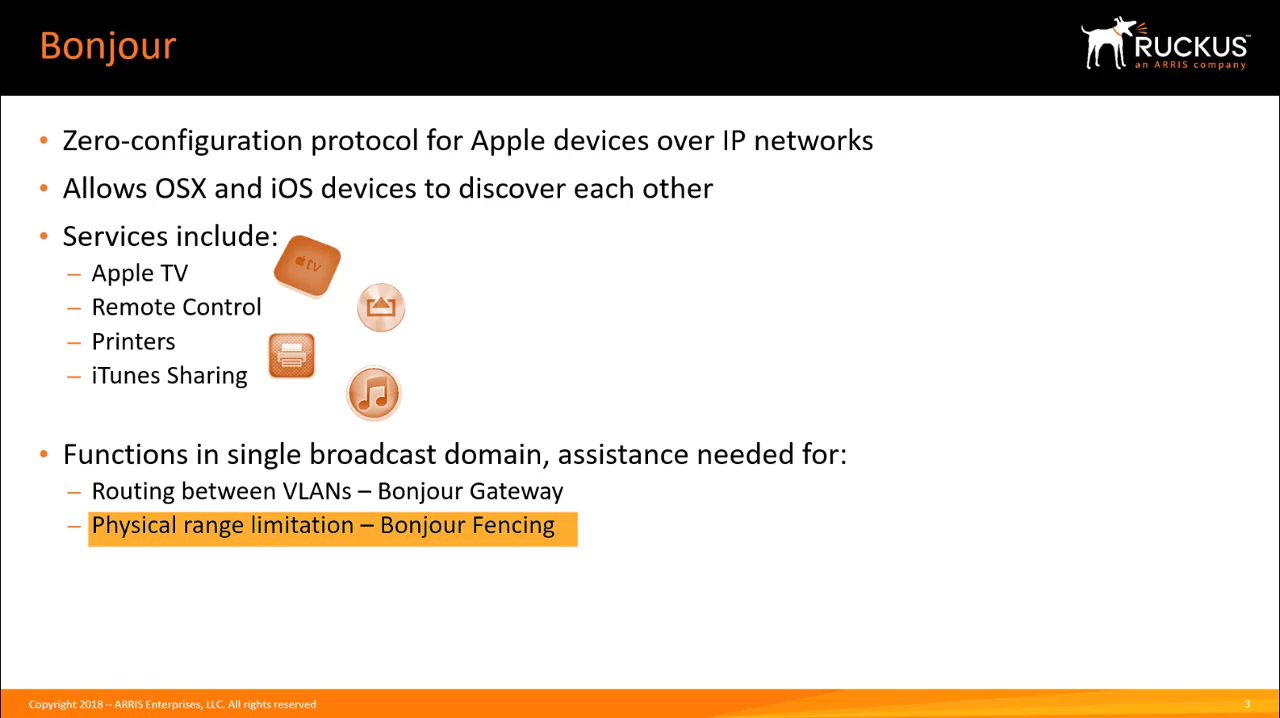 Bonjour
RUCKUS™
an ARRIS company
• Zero-configuration protocol for Apple devices over IP networks
• Allows OSX and iOS devices to discover each other
• Services include:
– Apple TV
tv
– Remote Control
– Printers
– iTunes Sharing
• Functions in single broadcast domain, assistance needed for:
– Routing between VLANs – Bonjour Gateway
– Physical range limitation – Bonjour Fencing
Copyright 2018 – ARRIS Enterprises, LLC. All rights reserved
3